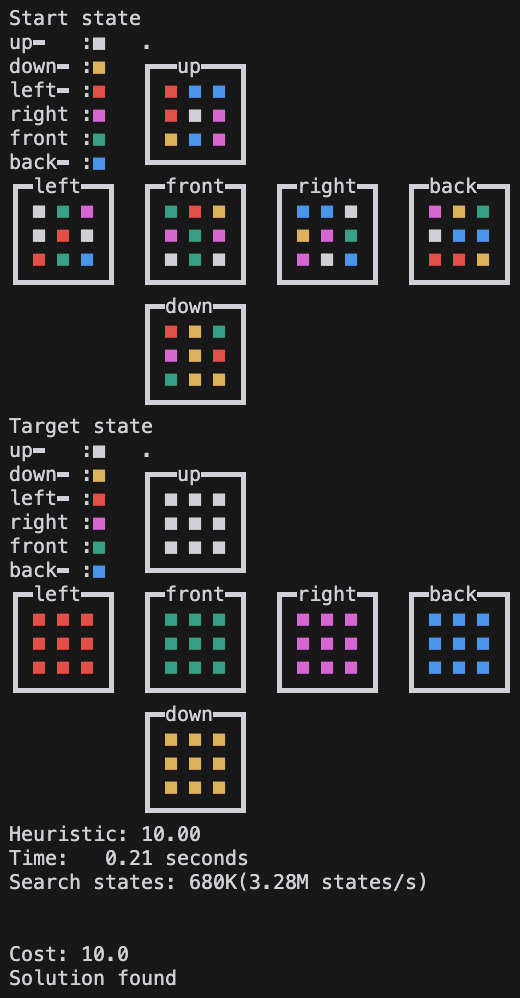 Start state
up- :■ .
down- :■ up
left- :■
right :■
front :■
back- :■
left front right back
down
Target state
up- :■ .
down- :■ up
left- :■
right :■
front :■
back- :■
left front right back
down
Heuristic: 10.00
Time: 0.21 seconds
Search states: 680K(3.28M states/s)
Cost: 10.0
Solution found